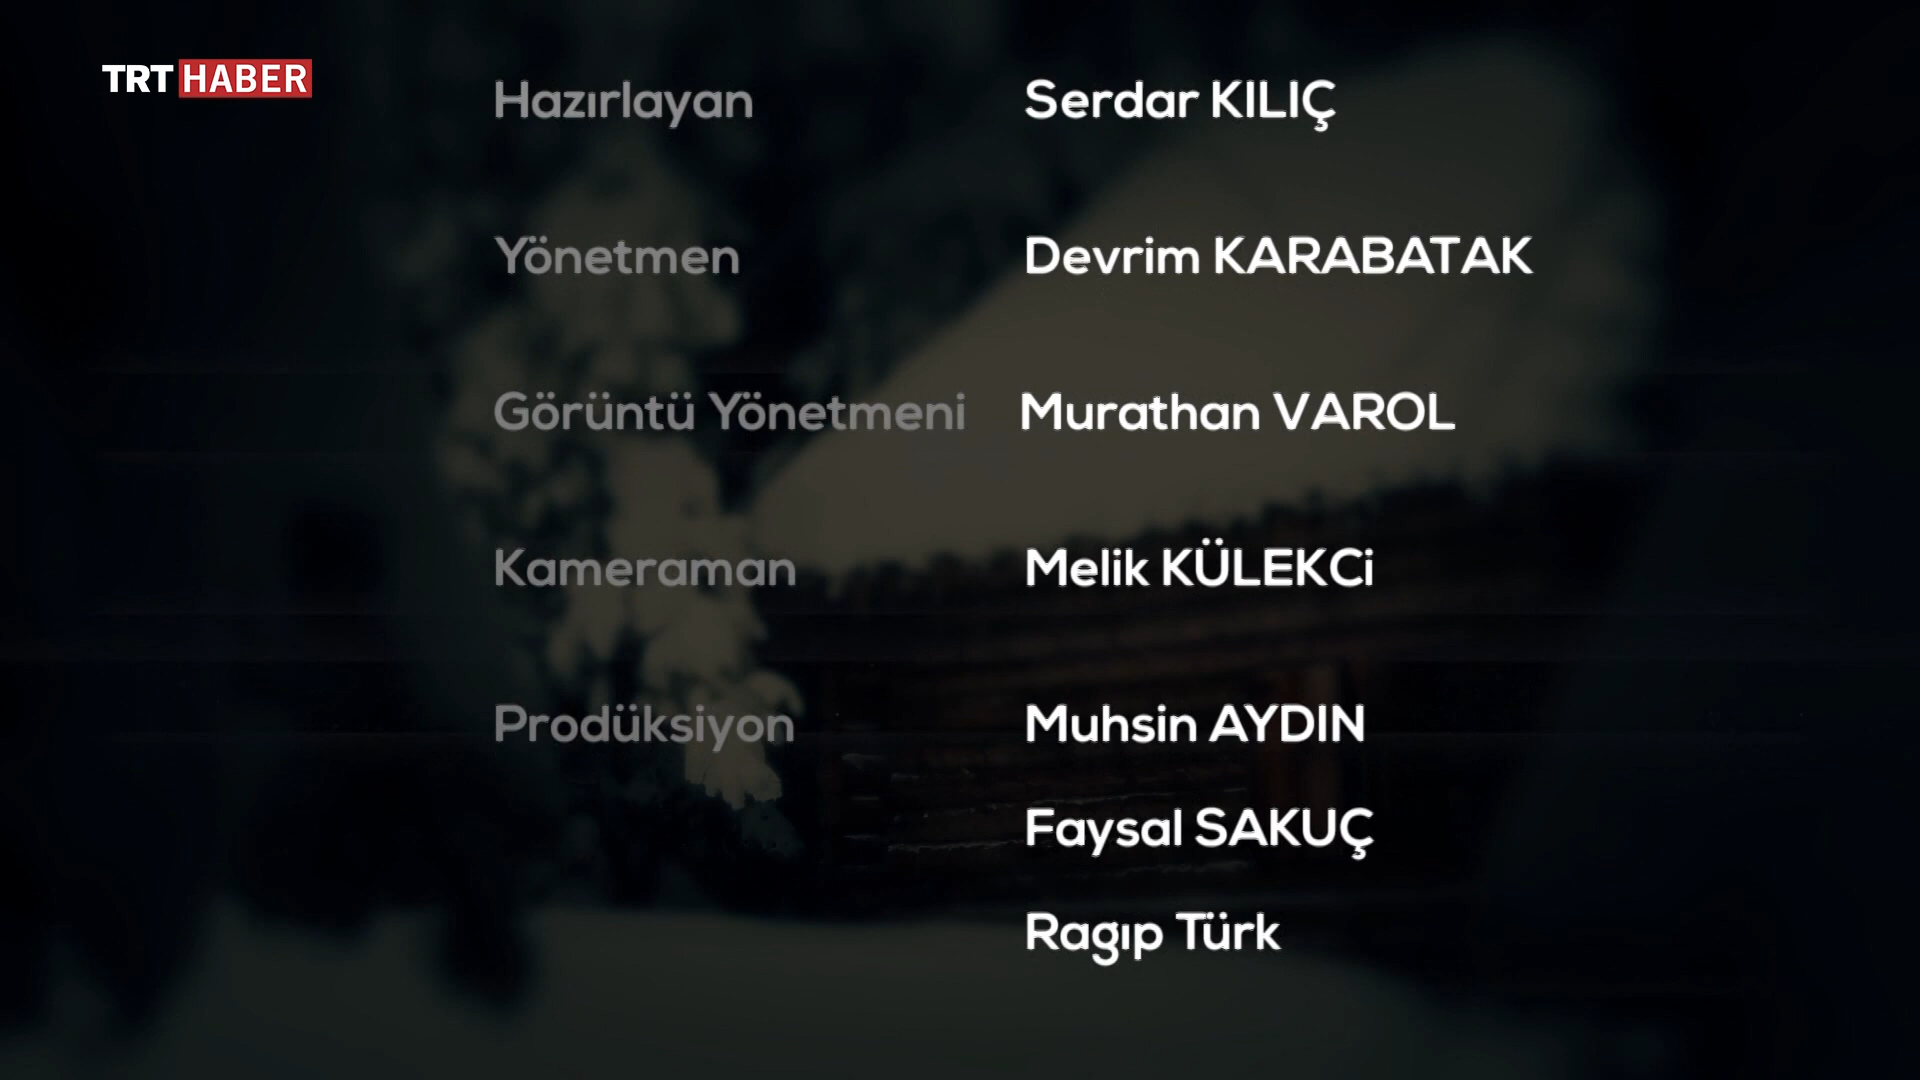 TRT HABER
Hazırlayan Serdar KILIÇ
Yönetmen Devrim KARABATAK
Görüntü Yönetmeni Murathan VAROL
Kameraman Melik KÜLEKCi
Prodüksiyon Muhsin AYDIN
Faysal SAKUÇ
Ragıp Türk